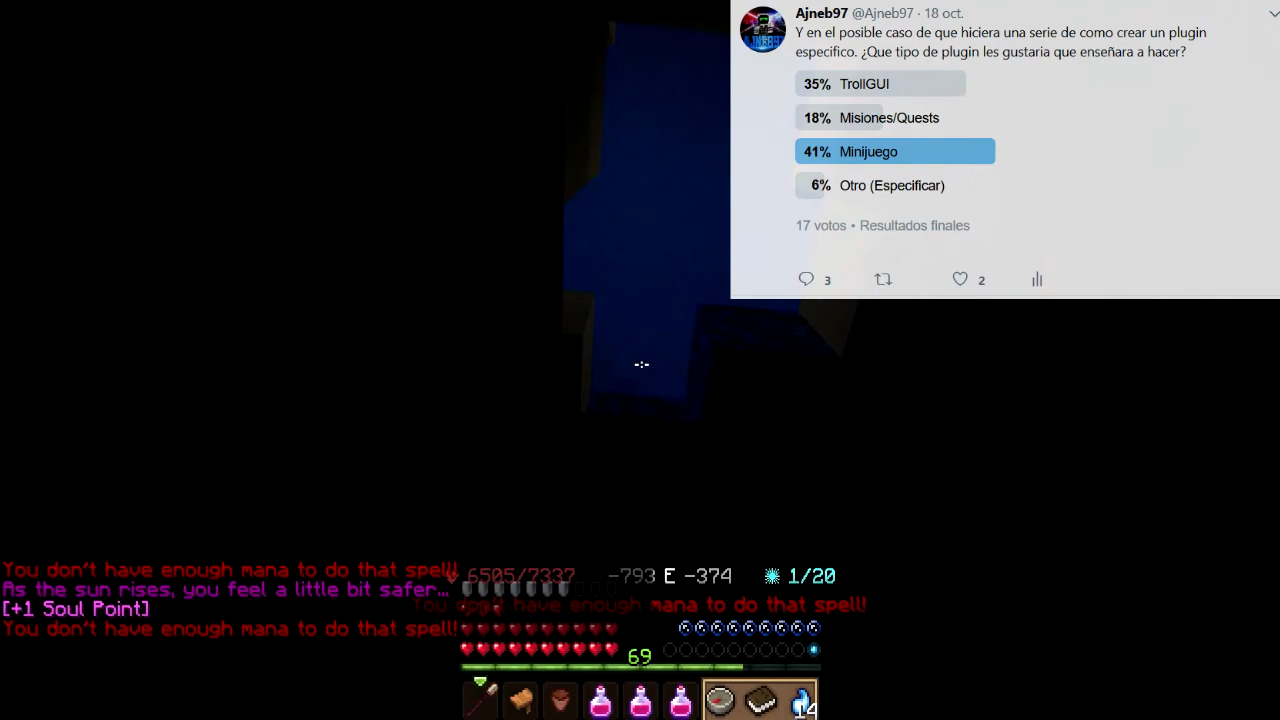 Ajneb97 @Ajneb97 · 18 oct.
Y en el posible caso de que hiciera una serie de como crear un plugin
especifico. ¿Que tipo de plugin les gustaria que enseñara a hacer?
35% TrollGUI
18% Misiones/Quests
41% Minijuego
6% Otro (Especificar)
17 votos • Resultados finales
3 2
You don't have enough mana to do that spell!
As the sun rises, you feel a little bit safer...
[+1 Soul Point]
You don't have enough mana to do that spell!
6505/7337 -793 E -374 1/20
You don't have enough mana to do that spell!
69
14